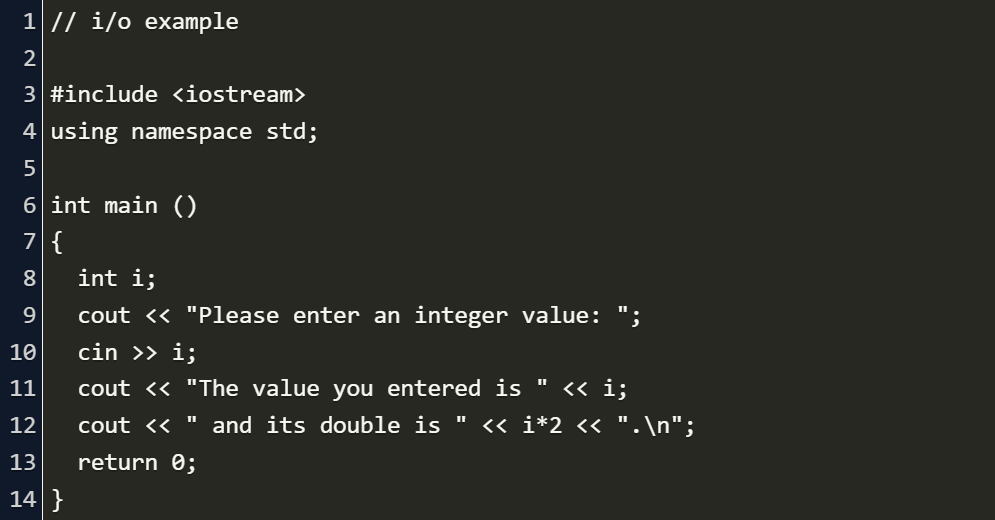 1 // i/o example
2
3 #include <iostream>
4 using namespace std;
5
6 int main ()
7 {
8   int i;
9   cout << "Please enter an integer value: ";
10   cin >> i;
11   cout << "The value you entered is " << i;
12   cout << " and its double is " << i*2 << ".\n";
13   return 0;
14 }